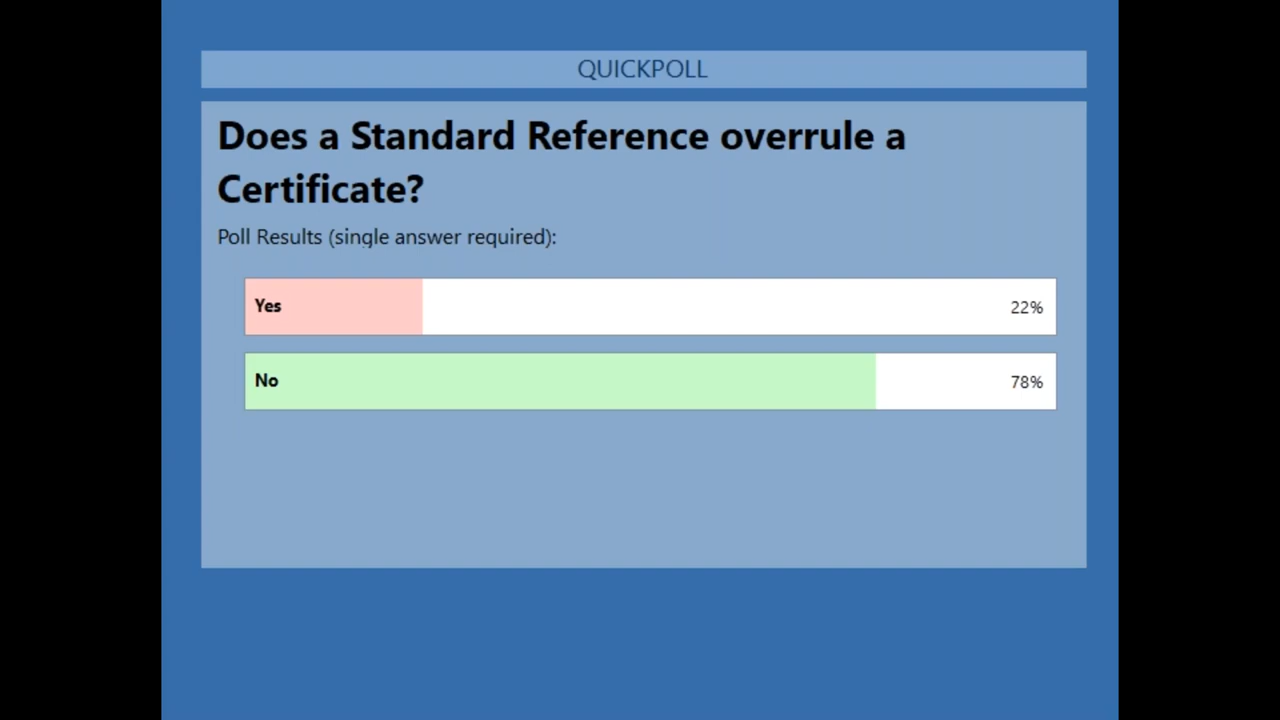 QUICKPOLL
Does a Standard Reference overrule a
Certificate?
Poll Results (single answer required):
Yes 22%
No 78%